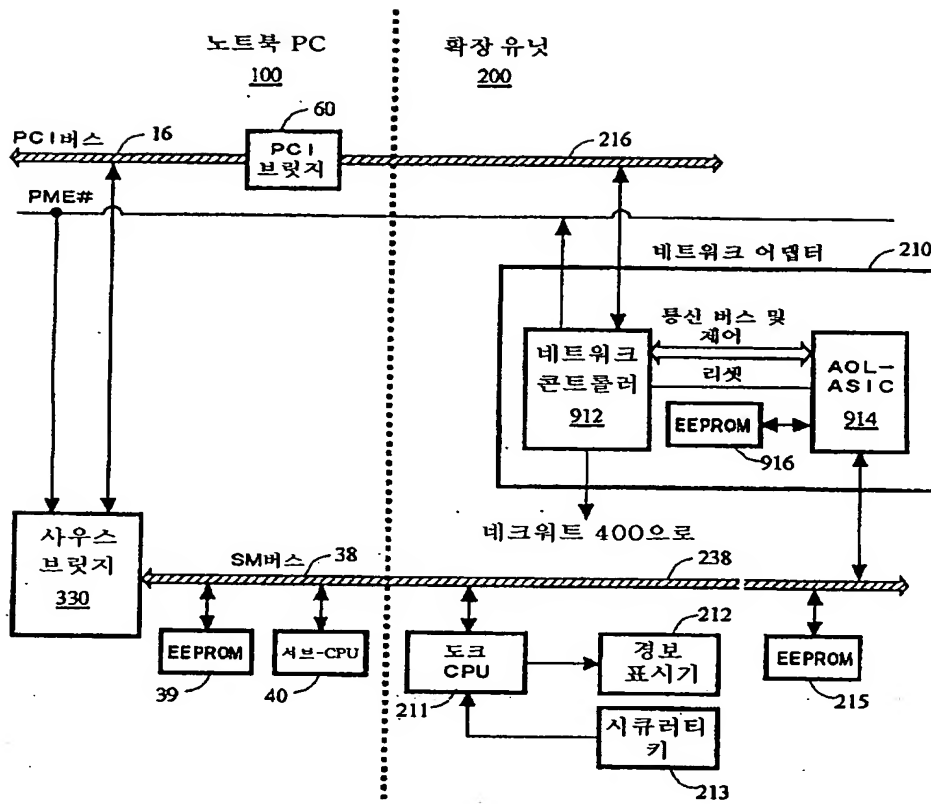 노트북 PC
100
확장 유닛
200
60
PCI버스
16
PCI
브릿지
216
PME#
네트워크 어댑터
210
통신 버스 및
제어
네트워크
콘트롤러
912
리셋
AOL-
ASIC
914
EEPROM
916
네크워트 400으로
사우스
브릿지
330
SM버스
38
238
EEPROM
39
서브-CPU
40
도크
CPU
211
212
경보
표시기
EEPROM
215
시큐러티
키
213